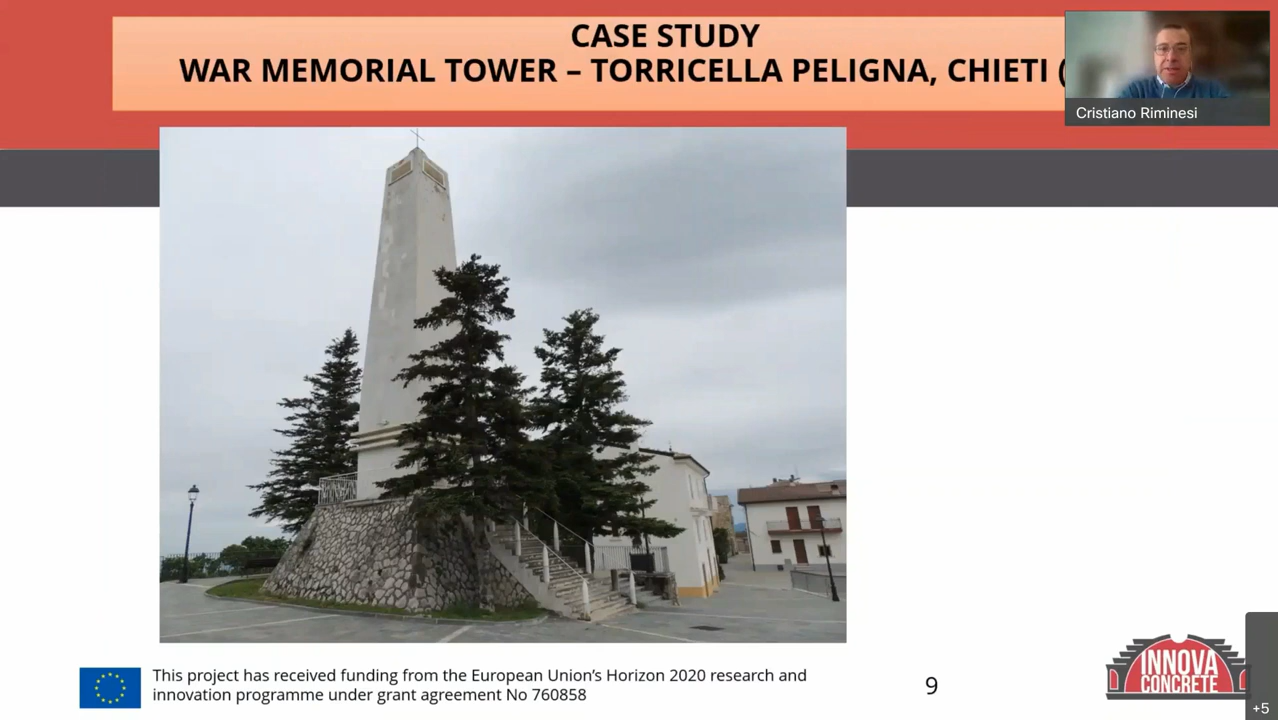 CASE STUDY
WAR MEMORIAL TOWER – TORRICELLA PELIGNA, CHIETI (
Cristiano Riminesi
This project has received funding from the European Union's Horizon 2020 research and
innovation programme under grant agreement No 760858
9
INNOVA
CONCRETE
+5